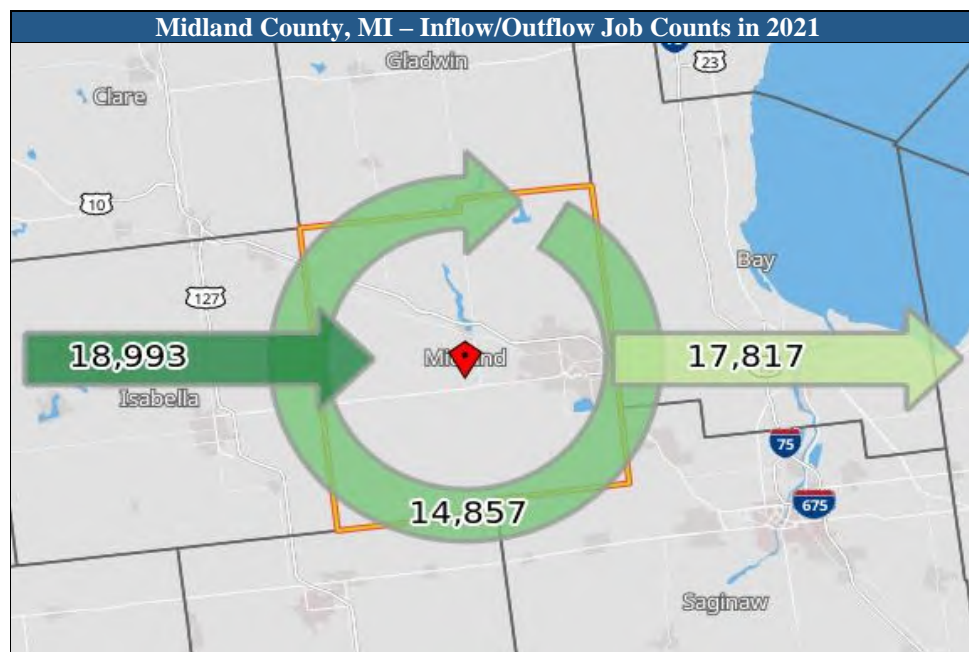 Midland County, MI – Inflow/Outflow Job Counts in 2021
Gladwin
23
Clare
10
Bay
127
18,993
Midland
17,817
Isabella
75
14,857
675
Saginaw